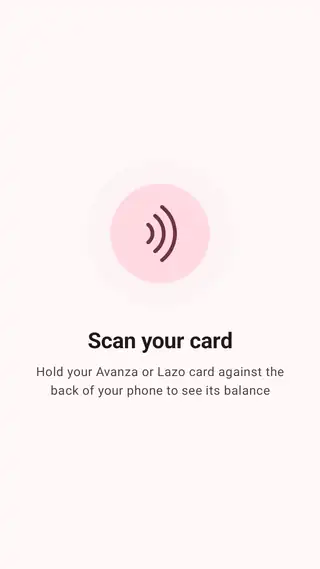 Scan your card
Hold your Avanza or Lazo card against the
back of your phone to see its balance